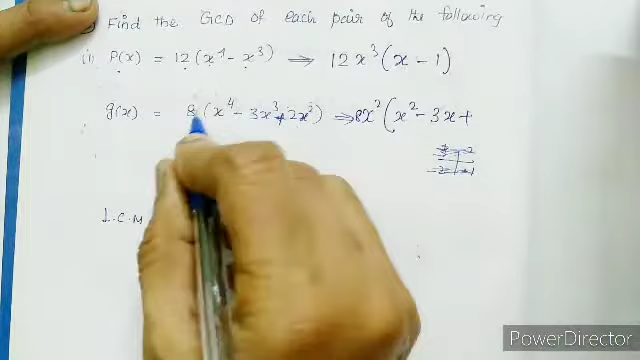 Find the GCD of each pair of the following
(i) P(x) = 12(x⁴ - x³) ⟹ 12x³(x - 1)
g(x) = 8(x⁴ - 3x³ + 2x²) ⟹ 8x²(x² - 3x +
L.C.M
PowerDirector